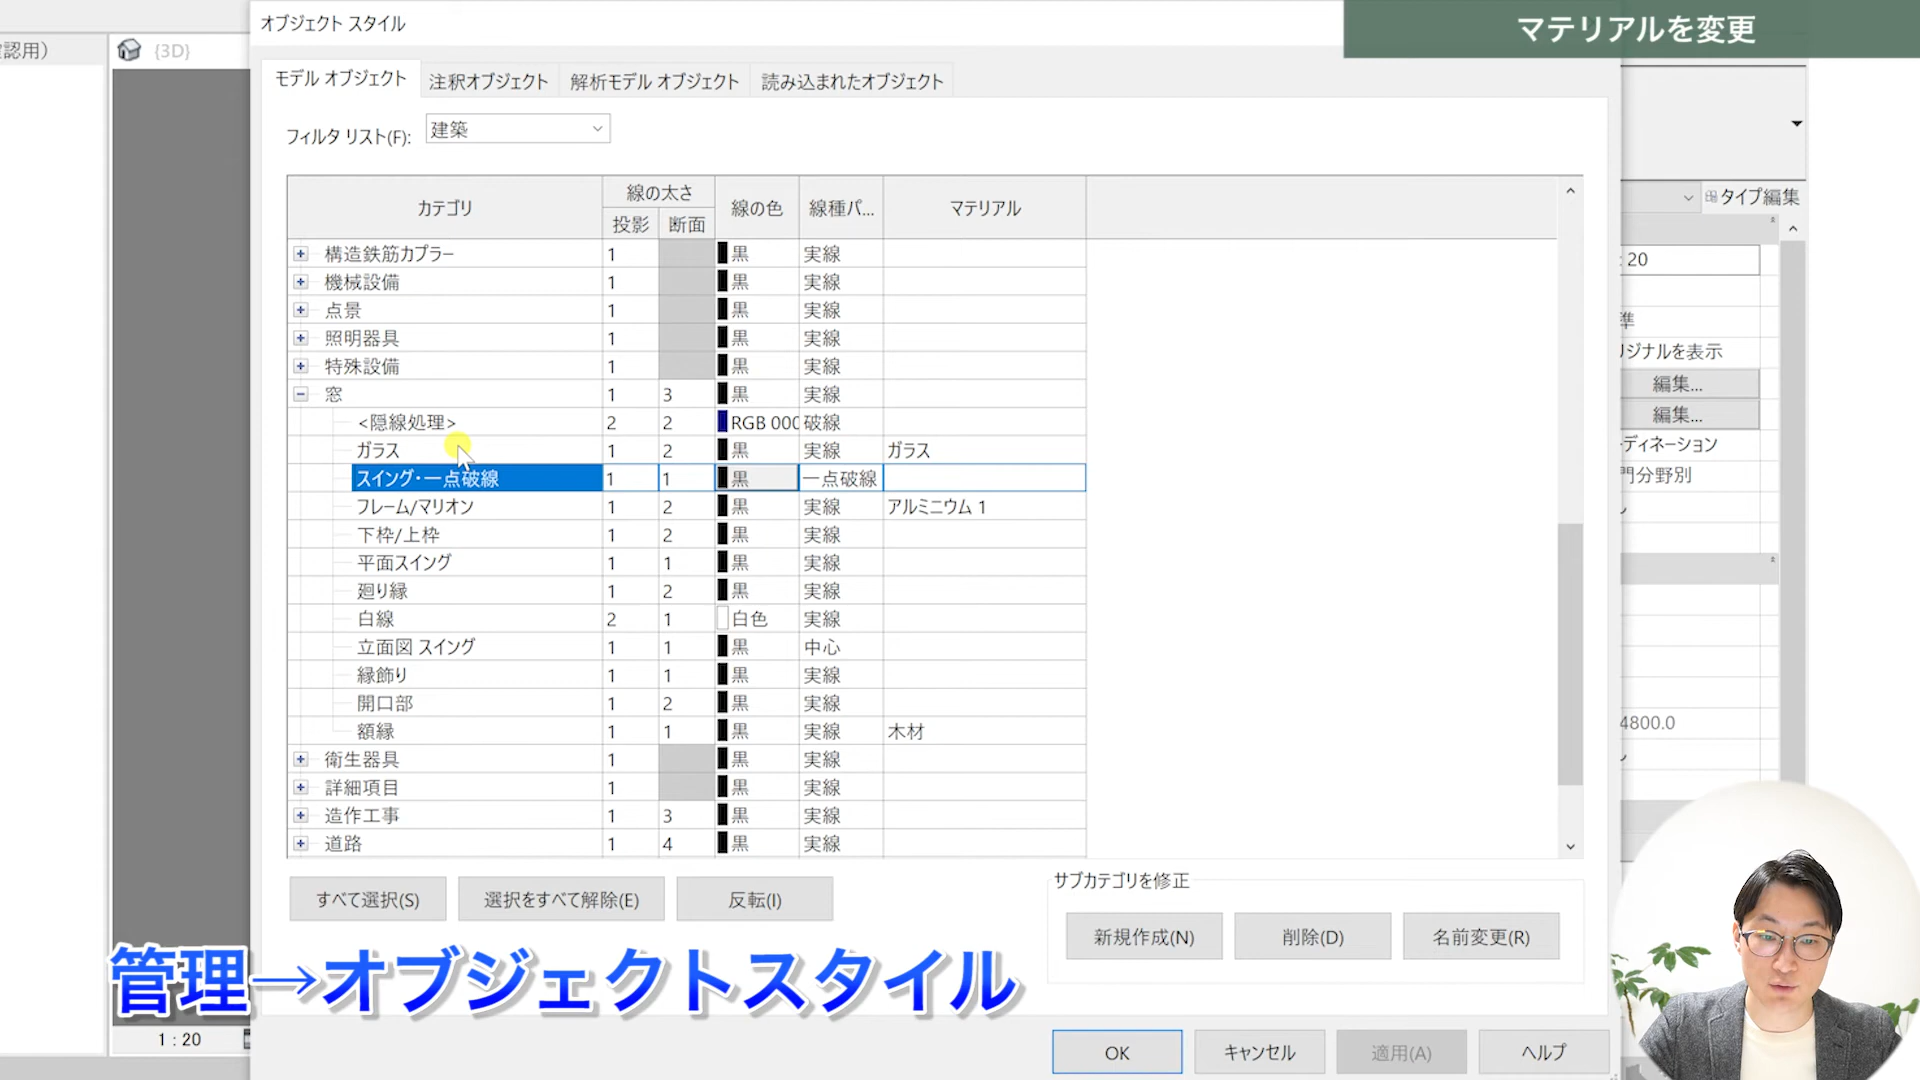 オブジェクト スタイル
マテリアルを変更
認用)
{3D}
モデル オブジェクト 注釈オブジェクト 解析モデル オブジェクト 読み込まれたオブジェクト
フィルタ リスト(F): 建築
カテゴリ 線の太さ 線の色 線種パ... マテリアル
投影 断面
構造鉄筋カプラー 1 黒 実線
機械設備 1 黒 実線
点景 1 黒 実線
照明器具 1 黒 実線
特殊設備 1 黒 実線
窓 1 3 黒 実線
<隠線処理> 2 2 RGB 000 破線
ガラス 1 2 黒 実線 ガラス
スイング・一点破線 1 1 黒 一点破線
フレーム/マリオン 1 2 黒 実線 アルミニウム 1
下枠/上枠 1 2 黒 実線
平面スイング 1 1 黒 実線
廻り縁 1 2 黒 実線
白線 2 1 白色 実線
立面図 スイング 1 1 黒 中心
縁飾り 1 1 黒 実線
開口部 1 2 黒 実線
額縁 1 1 黒 実線 木材
衛生器具 1 黒 実線
詳細項目 1 黒 実線
造作工事 1 3 黒 実線
道路 1 4 黒 実線
すべて選択(S) 選択をすべて解除(E) 反転(I)
サブカテゴリを修正
新規作成(N) 削除(D) 名前変更(R)
管理→オブジェクトスタイル
OK キャンセル 適用(A) ヘルプ
1 : 20
タイプ編集
: 20
準
リジナルを表示
編集...
編集...
ーディネーション
門分野別
4800.0